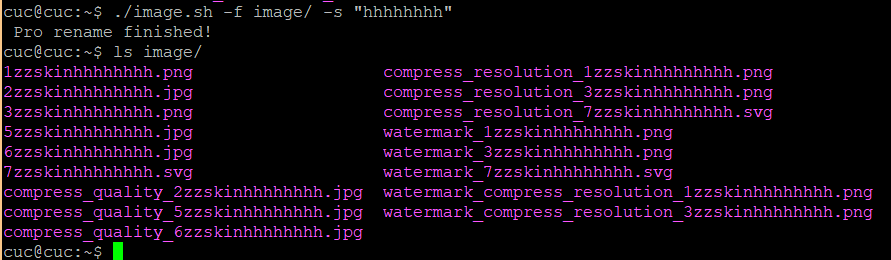 cuc@cuc:~$ ./image.sh -f image/ -s "hhhhhhhh"
Pro rename finished!
cuc@cuc:~$ ls image/
1zzskinhhhhhhhh.png compress_resolution_1zzskinhhhhhhhh.png
2zzskinhhhhhhhh.jpg compress_resolution_3zzskinhhhhhhhh.png
3zzskinhhhhhhhh.png compress_resolution_7zzskinhhhhhhhh.svg
5zzskinhhhhhhhh.jpg watermark_1zzskinhhhhhhhh.png
6zzskinhhhhhhhh.jpg watermark_3zzskinhhhhhhhh.png
7zzskinhhhhhhhh.svg watermark_7zzskinhhhhhhhh.svg
compress_quality_2zzskinhhhhhhhh.jpg watermark_compress_resolution_1zzskinhhhhhhhh.png
compress_quality_5zzskinhhhhhhhh.jpg watermark_compress_resolution_3zzskinhhhhhhhh.png
compress_quality_6zzskinhhhhhhhh.jpg
cuc@cuc:~$